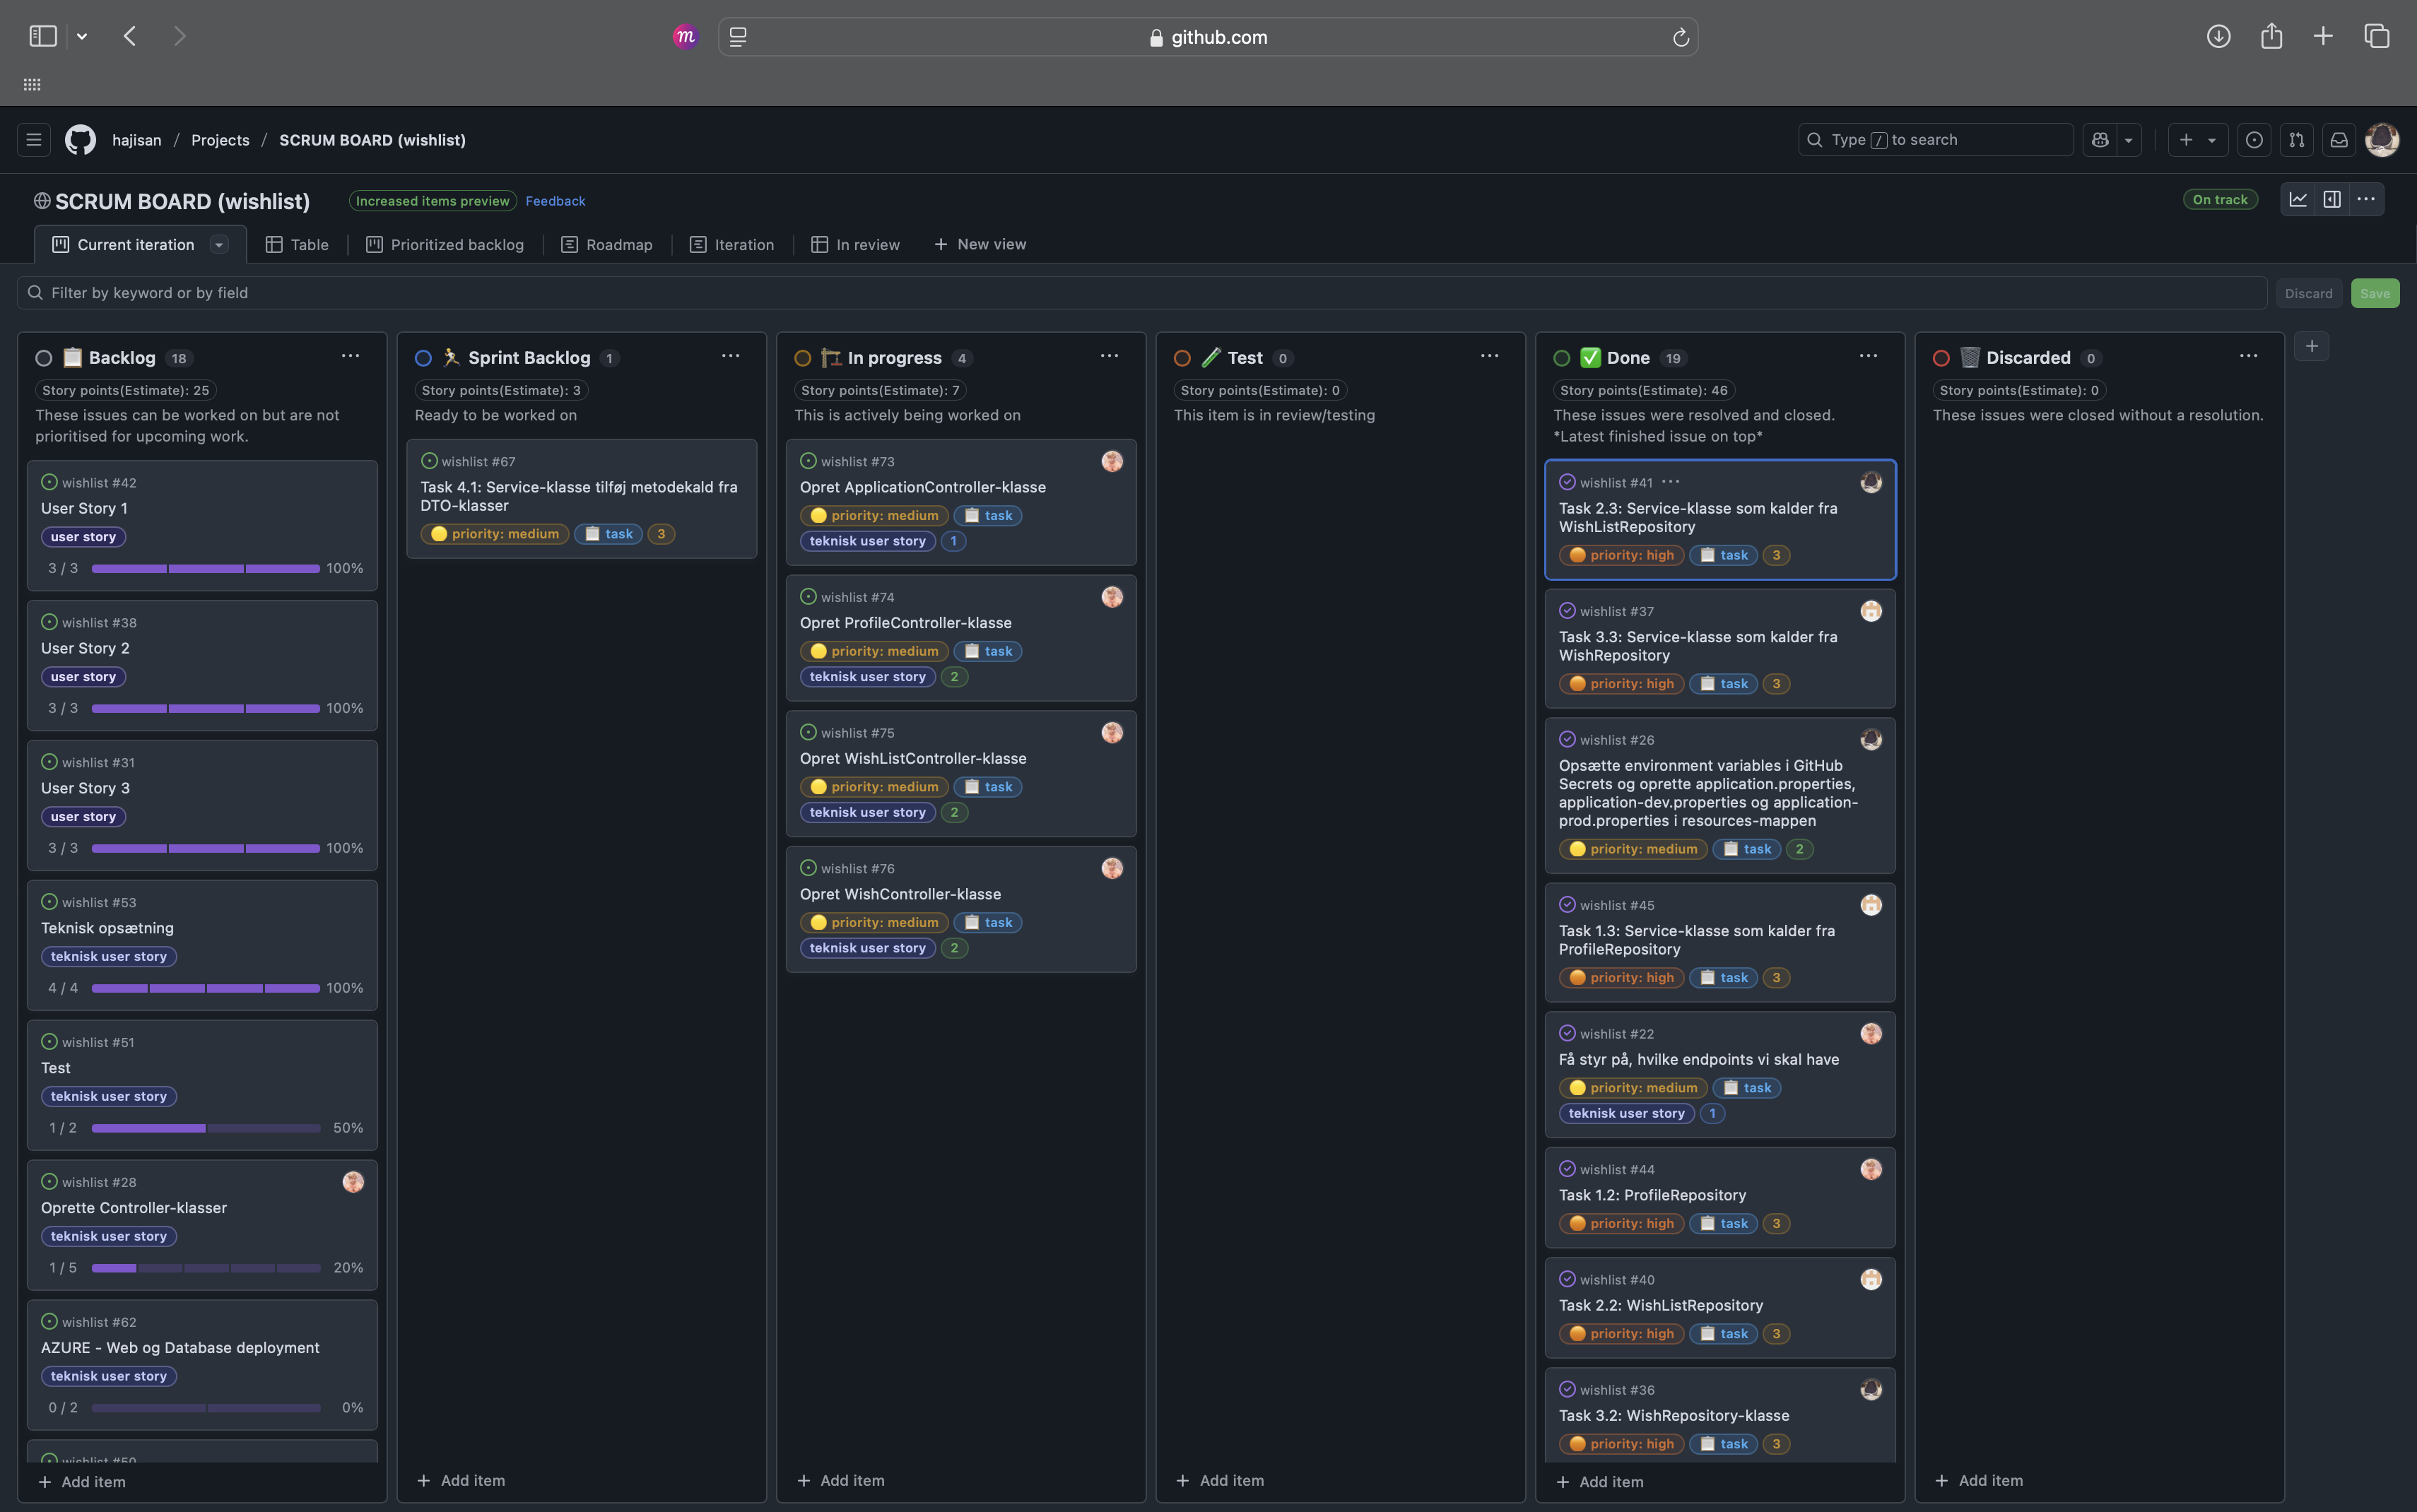 github.com
hajisan / Projects / SCRUM BOARD (wishlist)
Type / to search
SCRUM BOARD (wishlist)
Increased items preview
Feedback
On track
Current iteration
Table
Prioritized backlog
Roadmap
Iteration
In review
New view
Filter by keyword or by field
Discard
Save
📋 Backlog 18
Story points(Estimate): 25
These issues can be worked on but are not
prioritised for upcoming work.
wishlist #42
User Story 1
user story
3 / 3 100%
wishlist #38
User Story 2
user story
3 / 3 100%
wishlist #31
User Story 3
user story
3 / 3 100%
wishlist #53
Teknisk opsætning
teknisk user story
4 / 4 100%
wishlist #51
Test
teknisk user story
1 / 2 50%
wishlist #28
Oprette Controller-klasser
teknisk user story
1 / 5 20%
wishlist #62
AZURE - Web og Database deployment
teknisk user story
0 / 2 0%
Add item
🏃 Sprint Backlog 1
Story points(Estimate): 3
Ready to be worked on
wishlist #67
Task 4.1: Service-klasse tilføj metodekald fra
DTO-klasser
🟡 priority: medium 📋 task 3
Add item
🏗️ In progress 4
Story points(Estimate): 7
This is actively being worked on
wishlist #73
Opret ApplicationController-klasse
🟡 priority: medium 📋 task
teknisk user story 1
wishlist #74
Opret ProfileController-klasse
🟡 priority: medium 📋 task
teknisk user story 2
wishlist #75
Opret WishListController-klasse
🟡 priority: medium 📋 task
teknisk user story 2
wishlist #76
Opret WishController-klasse
🟡 priority: medium 📋 task
teknisk user story 2
Add item
🧪 Test 0
Story points(Estimate): 0
This item is in review/testing
Add item
✅ Done 19
Story points(Estimate): 46
These issues were resolved and closed.
*Latest finished issue on top*
wishlist #41
Task 2.3: Service-klasse som kalder fra
WishListRepository
🟠 priority: high 📋 task 3
wishlist #37
Task 3.3: Service-klasse som kalder fra
WishRepository
🟠 priority: high 📋 task 3
wishlist #26
Opsætte environment variables i GitHub
Secrets og oprette application.properties,
application-dev.properties og application-
prod.properties i resources-mappen
🟡 priority: medium 📋 task 2
wishlist #45
Task 1.3: Service-klasse som kalder fra
ProfileRepository
🟠 priority: high 📋 task 3
wishlist #22
Få styr på, hvilke endpoints vi skal have
🟡 priority: medium 📋 task
teknisk user story 1
wishlist #44
Task 1.2: ProfileRepository
🟠 priority: high 📋 task 3
wishlist #40
Task 2.2: WishListRepository
🟠 priority: high 📋 task 3
wishlist #36
Task 3.2: WishRepository-klasse
🟠 priority: high 📋 task 3
Add item
🗑️ Discarded 0
Story points(Estimate): 0
These issues were closed without a resolution.
Add item